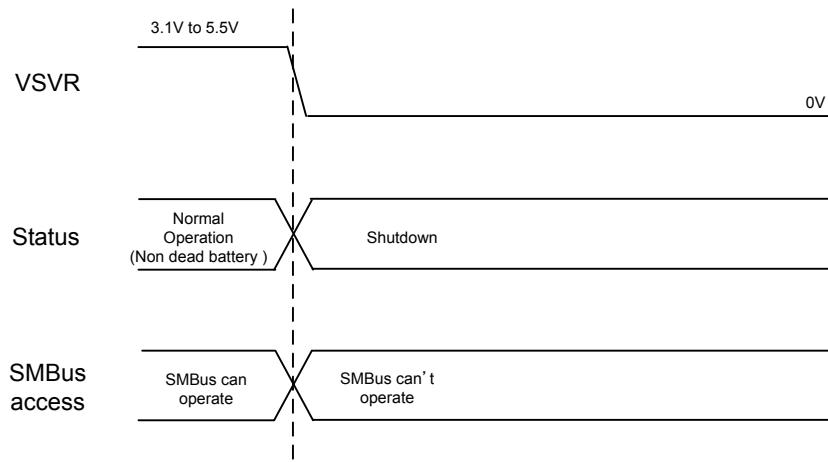 3.1V to 5.5V
VSVR
0V
Status
Normal
Operation
(Non dead battery )
Shutdown
SMBus
access
SMBus can
operate
SMBus can’t
operate